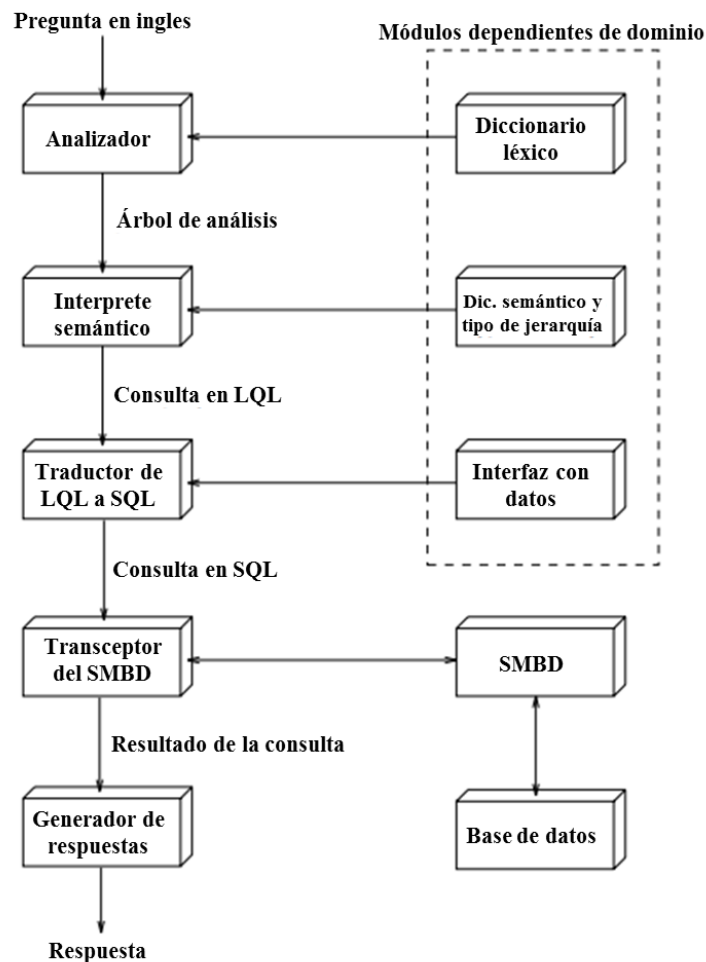 Pregunta en ingles
Módulos dependientes de dominio
Analizador
Diccionario
léxico
Árbol de análisis
Interprete
semántico
Dic. semántico y
tipo de jerarquía
Consulta en LQL
Traductor de
LQL a SQL
Interfaz con
datos
Consulta en SQL
Transceptor
del SMBD
SMBD
Resultado de la consulta
Generador de
respuestas
Base de datos
Respuesta